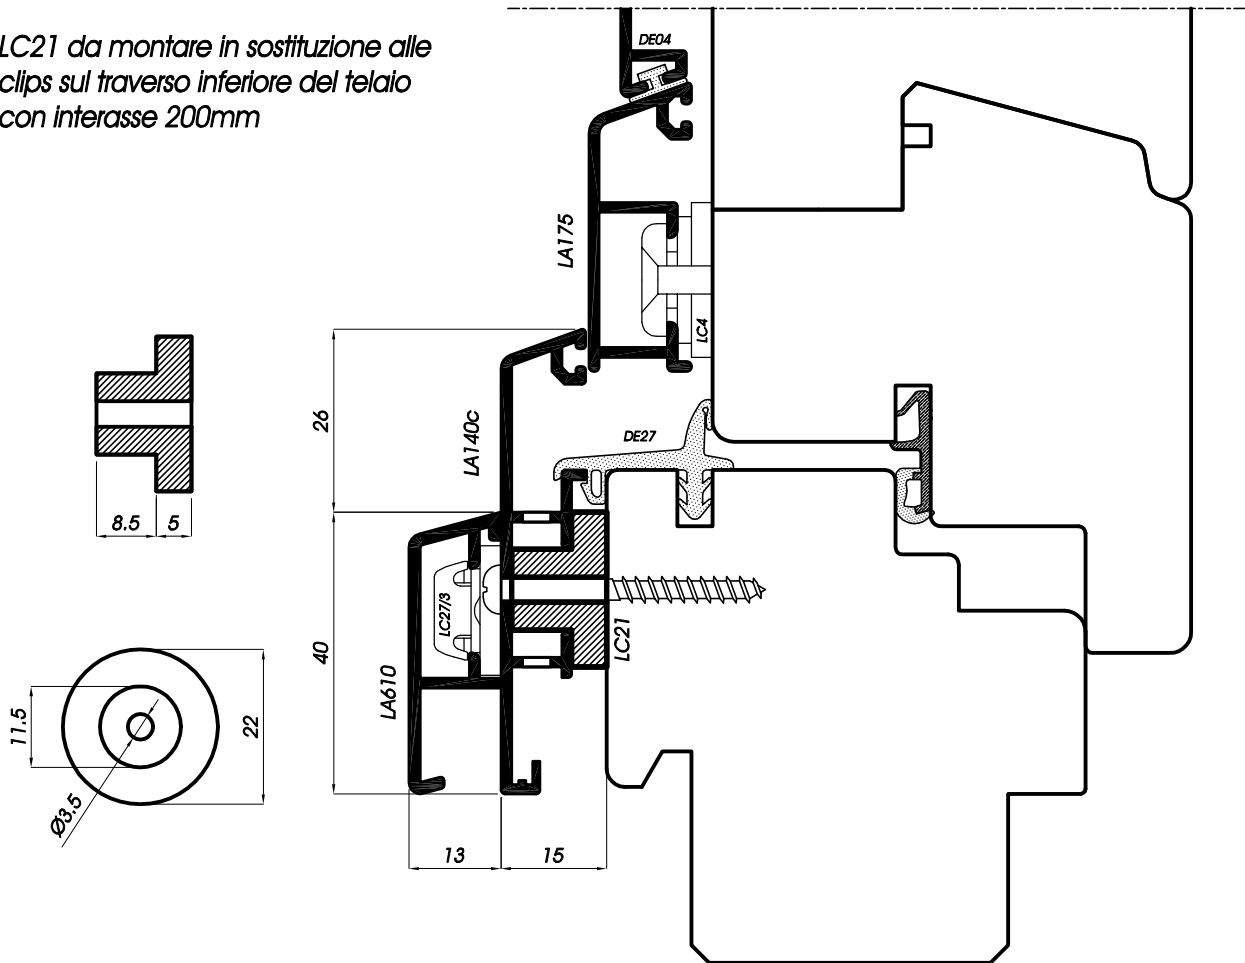 LC21 da montare in sostituzione alle
clips sul traverso inferiore del telaio
con interasse 200mm
DE04
LA175
LC4
26
LA140c
DE27
8.5
5
LC27/3
LC21
40
LA610
11.5
22
Ø3.5
13
15